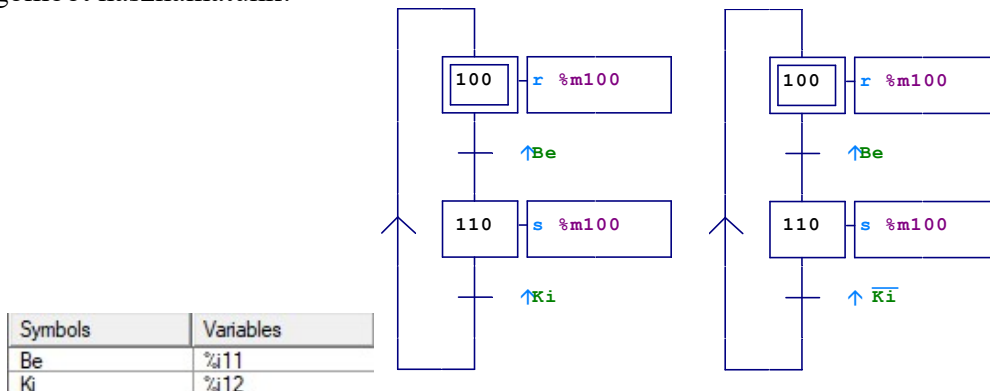 100 r %m100 100 r %m100
↑Be ↑Be
110 s %m100 110 s %m100
↑Ki ↑ K̅i̅
Symbols Variables
Be %i11
Ki %i12